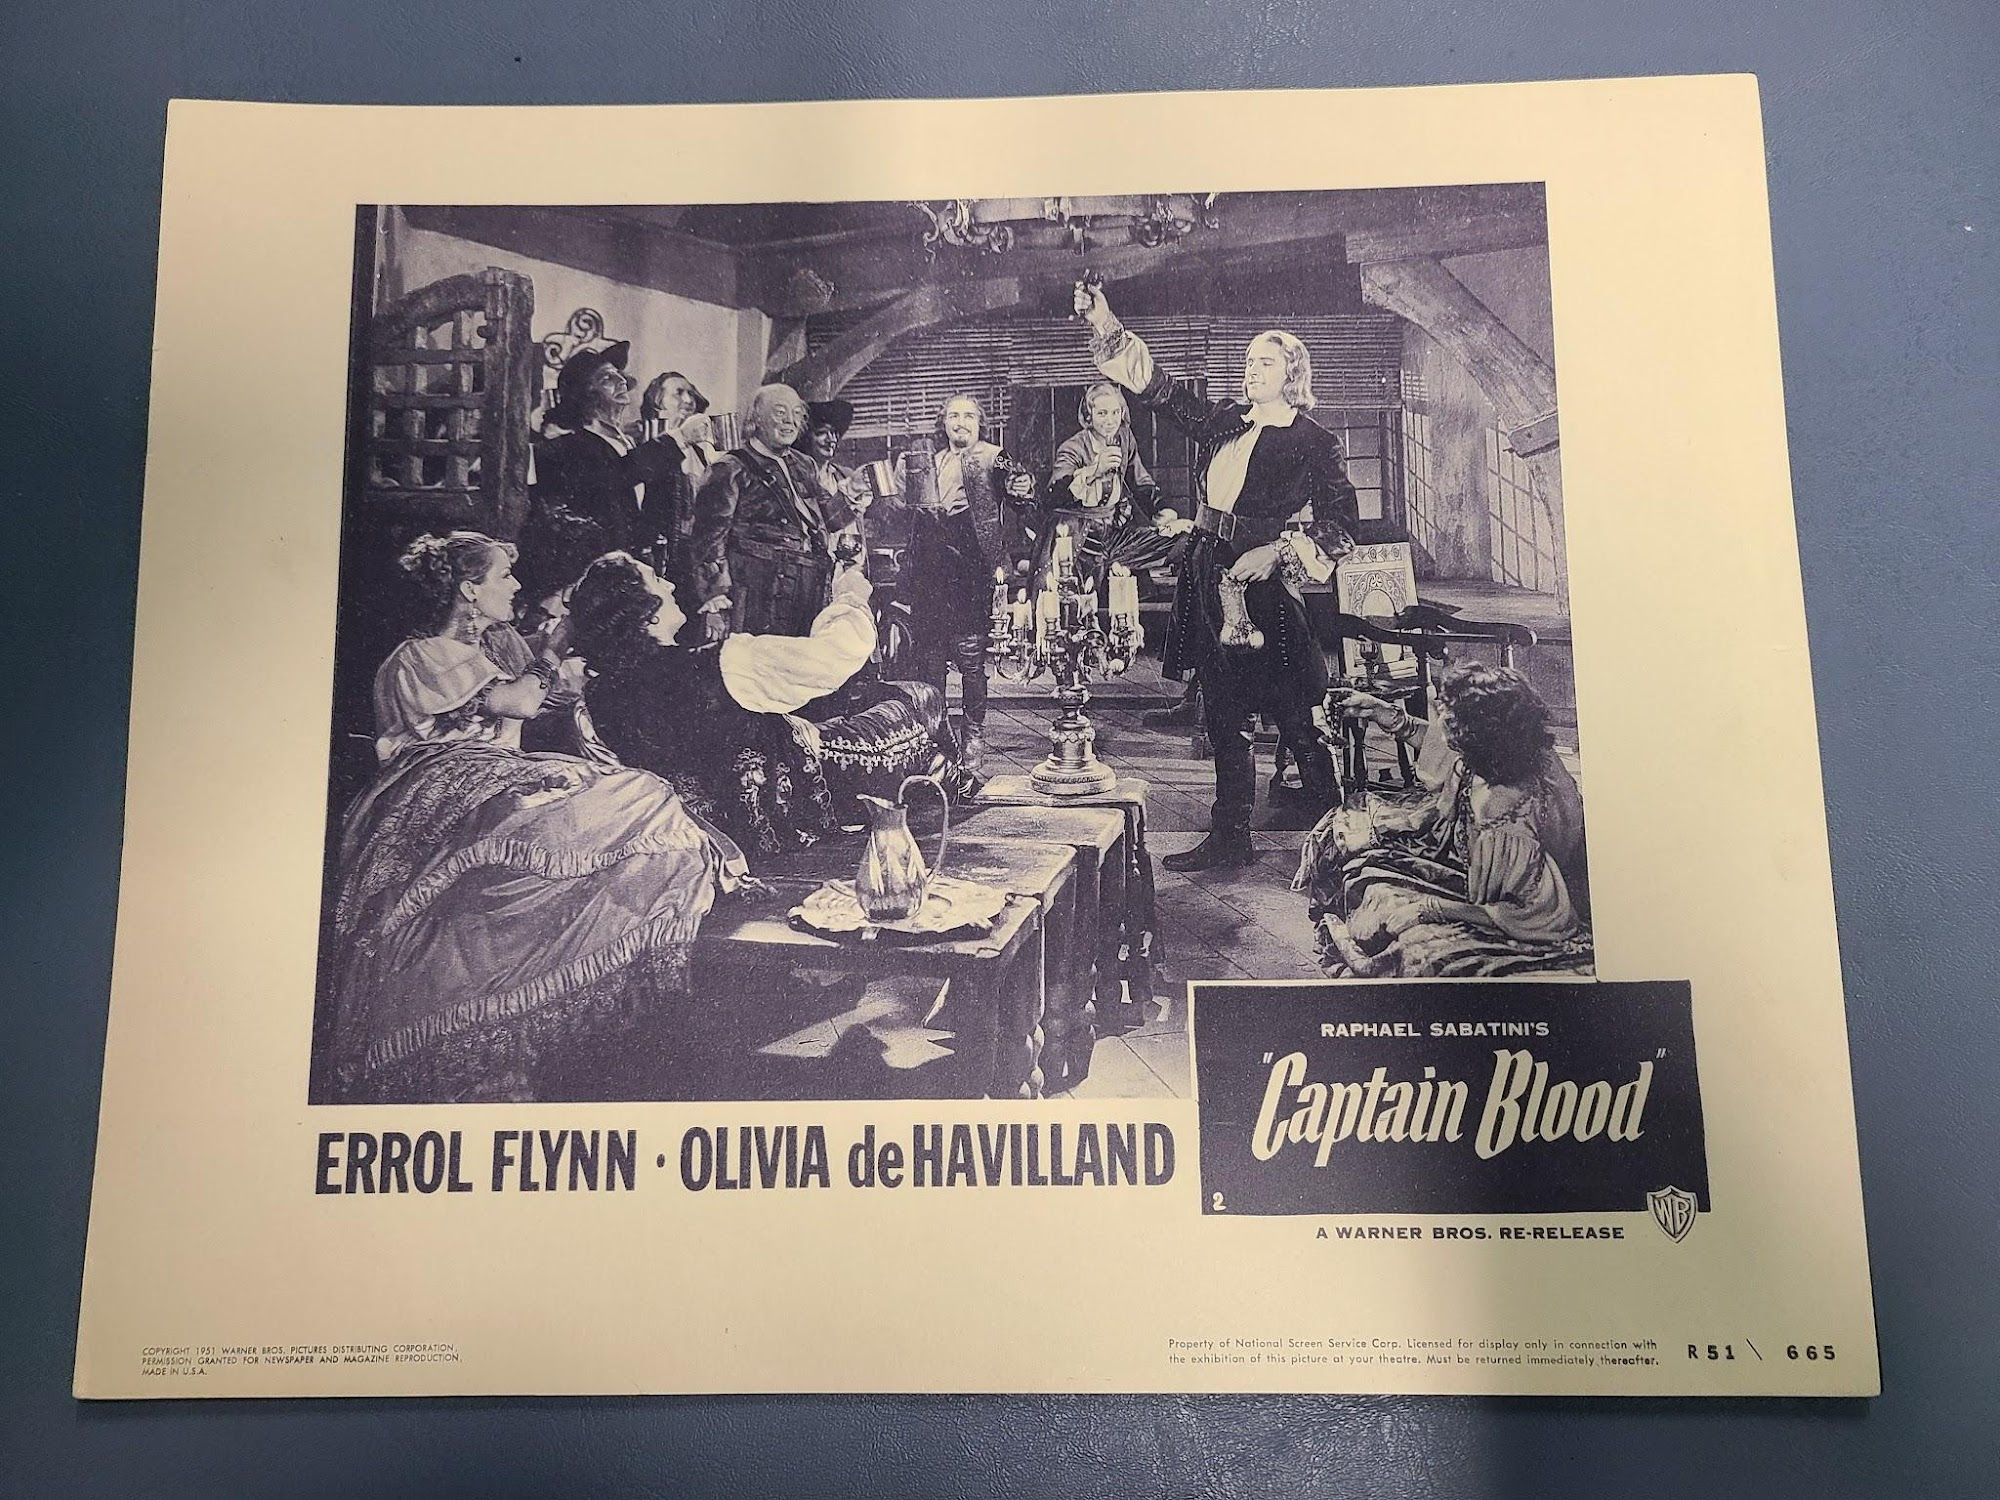 RAPHAEL SABATINI'S
"Captain Blood"
ERROL FLYNN · OLIVIA de HAVILLAND
2
WB
A WARNER BROS. RE-RELEASE
COPYRIGHT 1951 WARNER BROS. PICTURES DISTRIBUTING CORPORATION.
PERMISSION GRANTED FOR NEWSPAPER AND MAGAZINE REPRODUCTION.
MADE IN U.S.A.
Property of National Screen Service Corp. Licensed for display only in connection with
the exhibition of this picture at your theatre. Must be returned immediately thereafter.
R51 \ 665